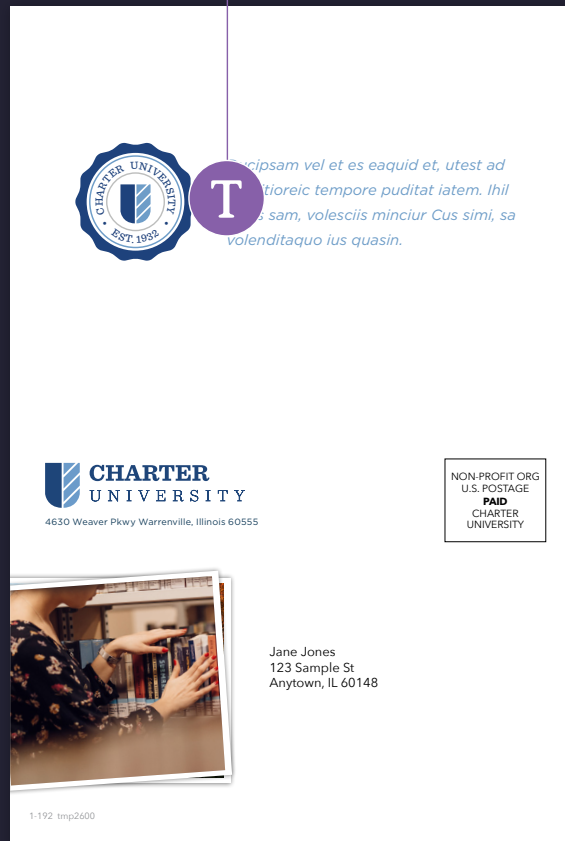 CHARTER UNIVERSITY
EST. 1932
T
vel et es eaquid et, utest ad
tempore puditat iatem. Ihil
sam, volesciis minciur Cus simi, sa
volenditaquo ius quasin.
CHARTER
UNIVERSITY
4630 Weaver Pkwy Warrenville, Illinois 60555
NON-PROFIT ORG
U.S. POSTAGE
PAID
CHARTER
UNIVERSITY
Jane Jones
123 Sample St
Anytown, IL 60148
1-192 tmp2600